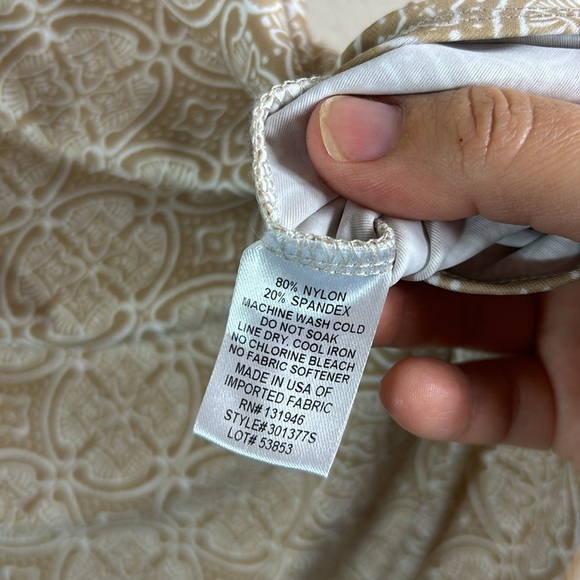 80% NYLON
20% SPANDEX
MACHINE WASH COLD
DO NOT SOAK
LINE DRY, COOL IRON
NO CHLORINE BLEACH
NO FABRIC SOFTENER
MADE IN USA OF
IMPORTED FABRIC
RN# 131946
STYLE# 301377S
LOT# 53853